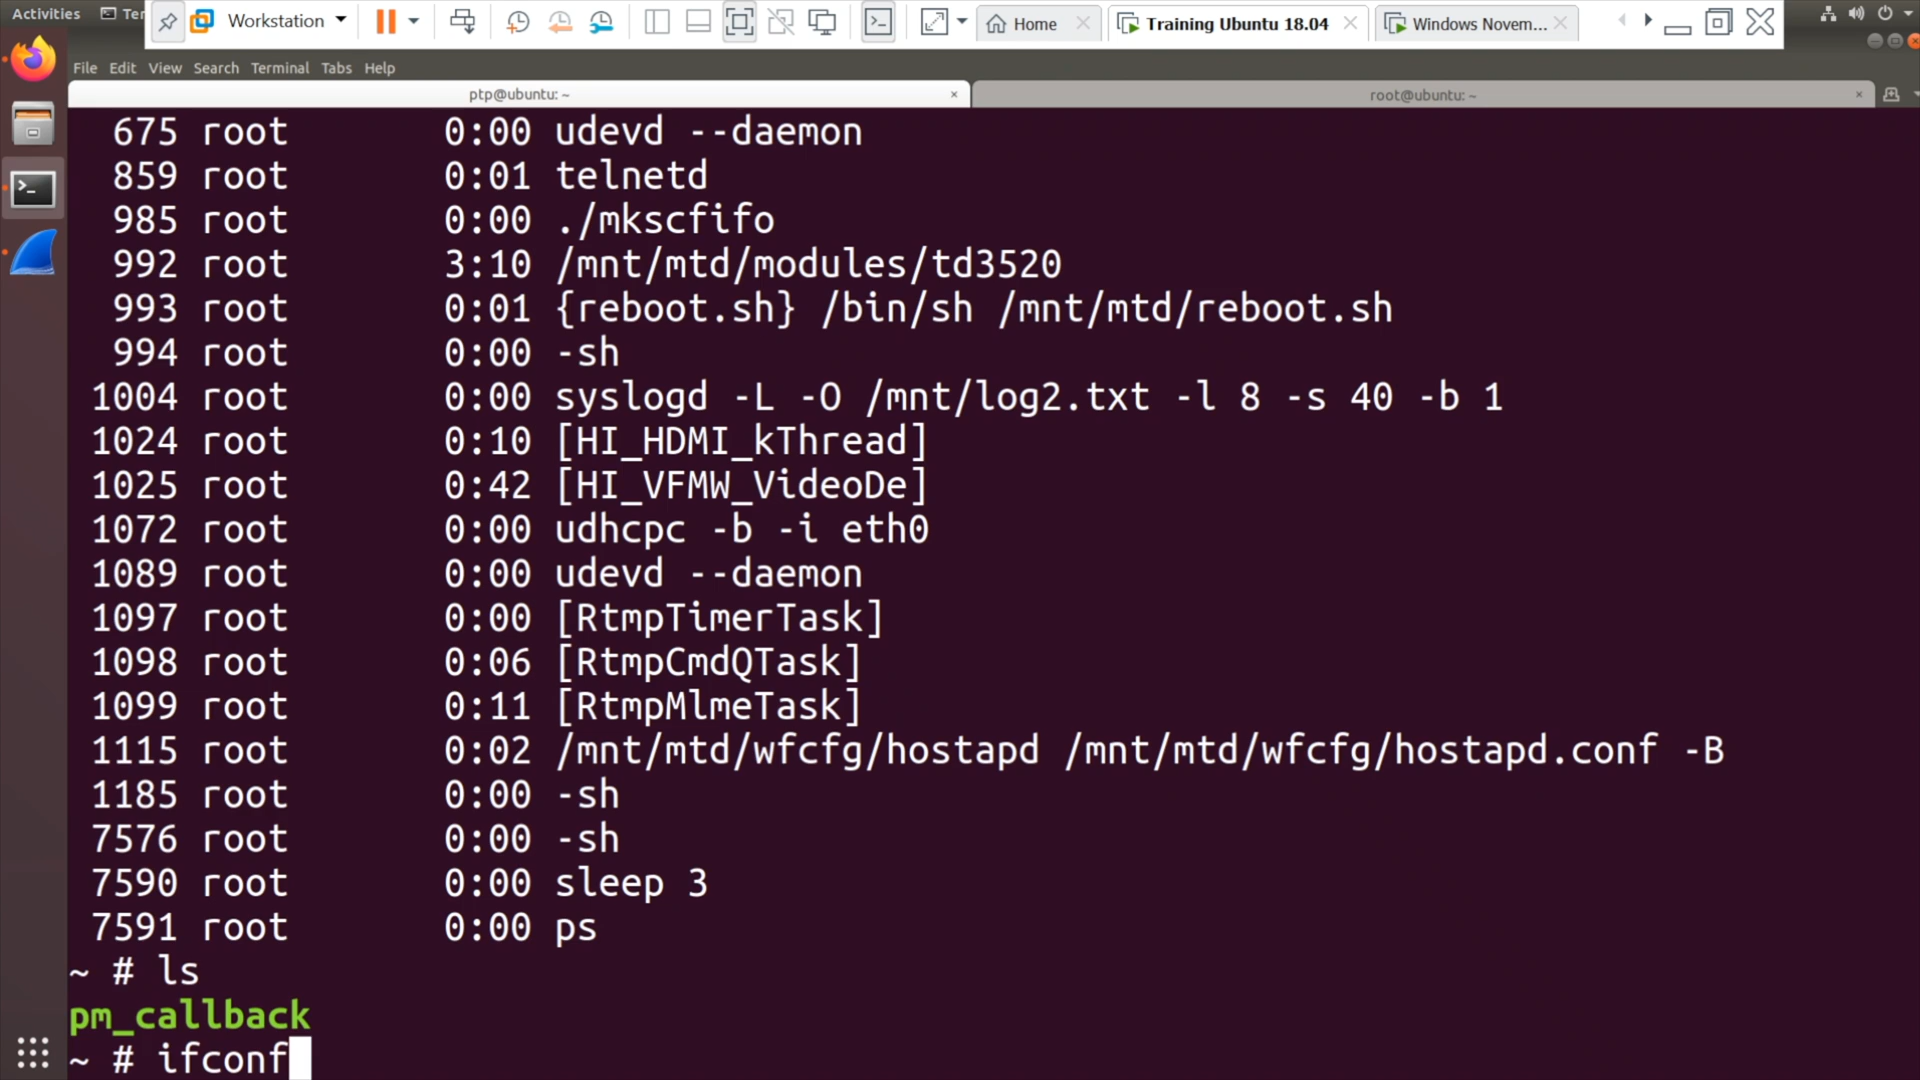 Activities Ter
Workstation
Home
Training Ubuntu 18.04
Windows Novem...
File Edit View Search Terminal Tabs Help
ptp@ubuntu: ~
root@ubuntu: ~
675 root 0:00 udevd --daemon
859 root 0:01 telnetd
985 root 0:00 ./mkscfifo
992 root 3:10 /mnt/mtd/modules/td3520
993 root 0:01 {reboot.sh} /bin/sh /mnt/mtd/reboot.sh
994 root 0:00 -sh
1004 root 0:00 syslogd -L -O /mnt/log2.txt -l 8 -s 40 -b 1
1024 root 0:10 [HI_HDMI_kThread]
1025 root 0:42 [HI_VFMW_VideoDe]
1072 root 0:00 udhcpc -b -i eth0
1089 root 0:00 udevd --daemon
1097 root 0:00 [RtmpTimerTask]
1098 root 0:06 [RtmpCmdQTask]
1099 root 0:11 [RtmpMlmeTask]
1115 root 0:02 /mnt/mtd/wfcfg/hostapd /mnt/mtd/wfcfg/hostapd.conf -B
1185 root 0:00 -sh
7576 root 0:00 -sh
7590 root 0:00 sleep 3
7591 root 0:00 ps
~ # ls
pm_callback
~ # ifconf